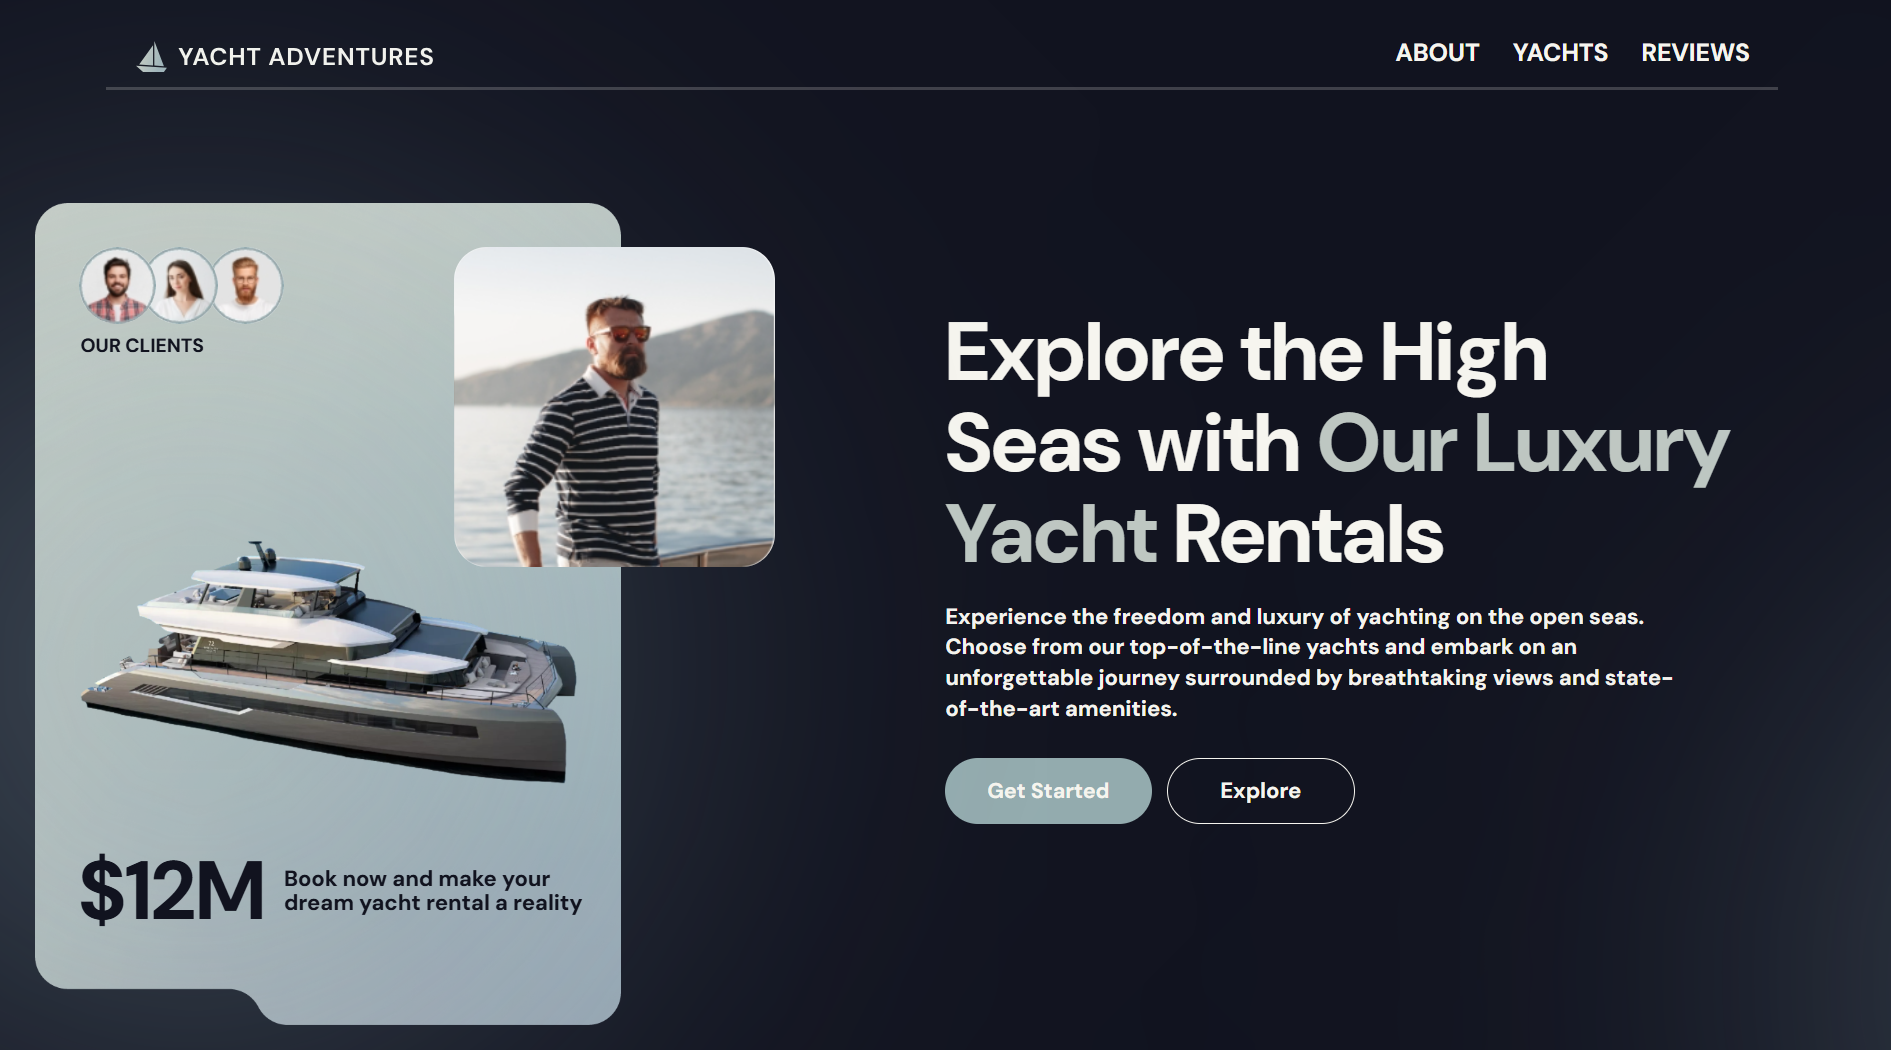 YACHT ADVENTURES
ABOUT YACHTS REVIEWS
OUR CLIENTS
$12M
Book now and make your
dream yacht rental a reality
Explore the High
Seas with Our Luxury
Yacht Rentals
Experience the freedom and luxury of yachting on the open seas.
Choose from our top-of-the-line yachts and embark on an
unforgettable journey surrounded by breathtaking views and state-
of-the-art amenities.
Get Started
Explore